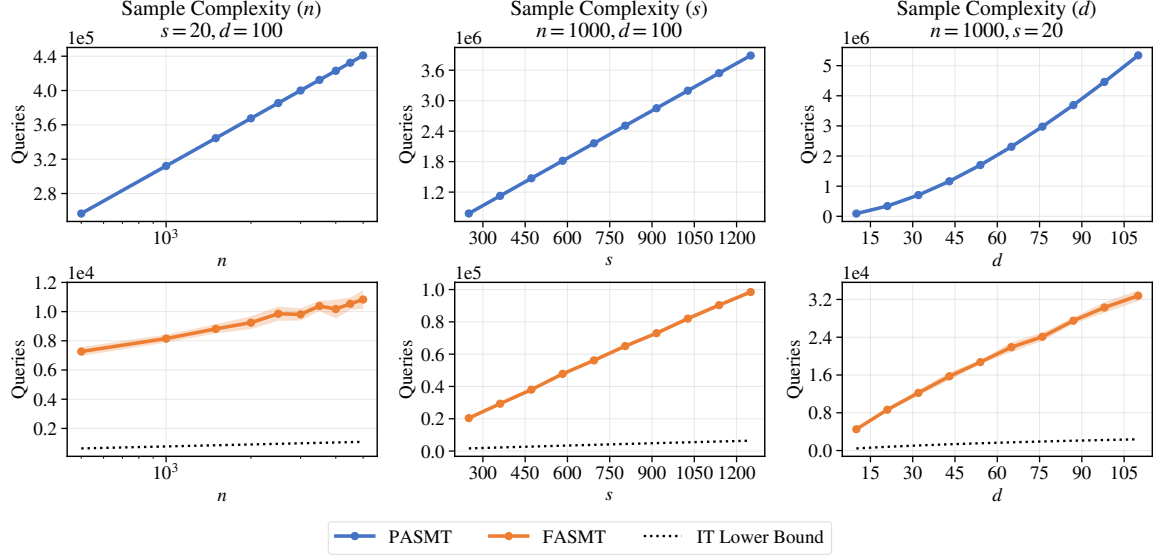 Sample Complexity (n)
s = 20, d = 100
1e5
4.4
4.0
3.6
3.2
2.8
Queries
10³
n
Sample Complexity (s)
n = 1000, d = 100
1e6
3.6
3.0
2.4
1.8
1.2
Queries
300 450 600 750 900 1050 1200
s
Sample Complexity (d)
n = 1000, s = 20
1e6
5
4
3
2
1
0
Queries
15 30 45 60 75 90 105
d
1e4
1.2
1.0
0.8
0.6
0.4
0.2
Queries
10³
n
1e5
1.0
0.8
0.6
0.4
0.2
0.0
Queries
300 450 600 750 900 1050 1200
s
1e4
3.2
2.4
1.6
0.8
0.0
Queries
15 30 45 60 75 90 105
d
PASMT FASMT IT Lower Bound